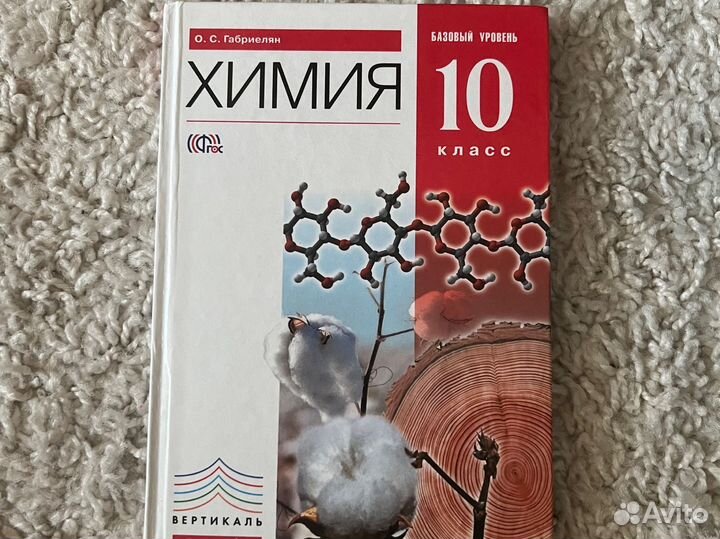 О. С. Габриелян
ХИМИЯ
БАЗОВЫЙ УРОВЕНЬ
10
класс
ФГОС
ВЕРТИКАЛЬ
Avito